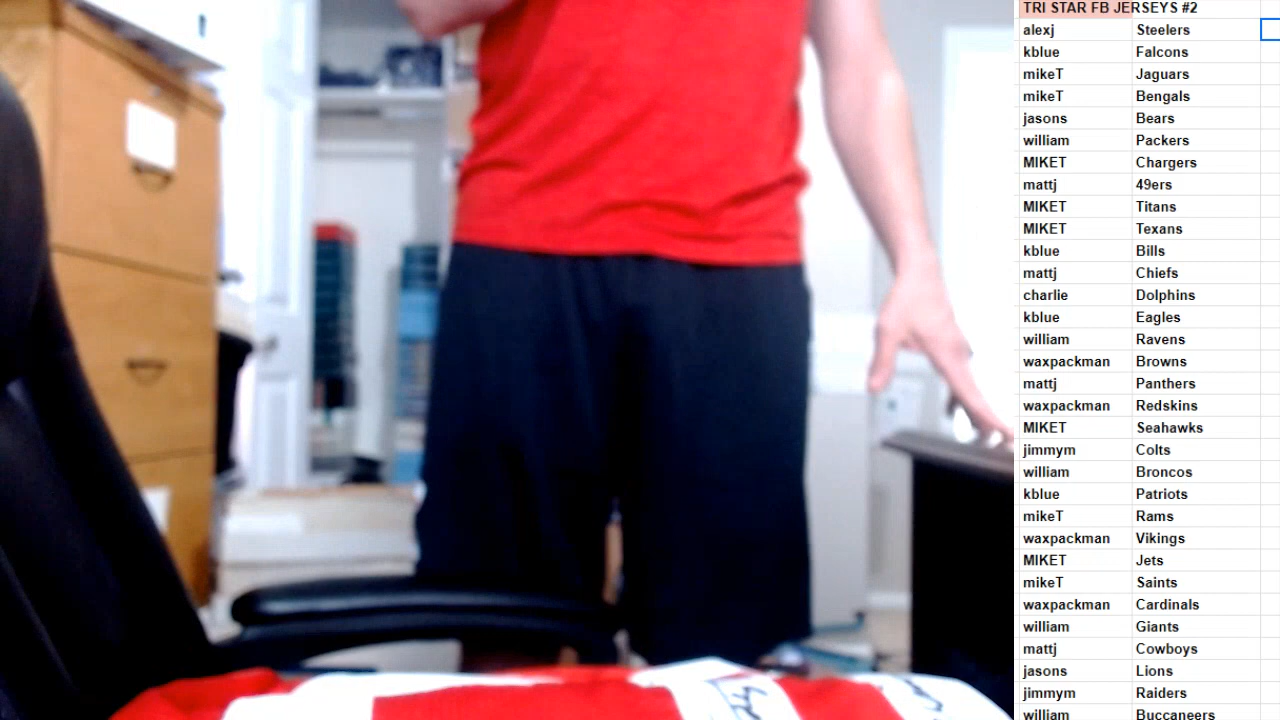 TRI STAR FB JERSEYS #2
alexj Steelers
kblue Falcons
mikeT Jaguars
mikeT Bengals
jasons Bears
william Packers
MIKET Chargers
mattj 49ers
MIKET Titans
MIKET Texans
kblue Bills
mattj Chiefs
charlie Dolphins
kblue Eagles
william Ravens
waxpackman Browns
mattj Panthers
waxpackman Redskins
MIKET Seahawks
jimmym Colts
william Broncos
kblue Patriots
mikeT Rams
waxpackman Vikings
MIKET Jets
mikeT Saints
waxpackman Cardinals
william Giants
mattj Cowboys
jasons Lions
jimmym Raiders
william Buccaneers